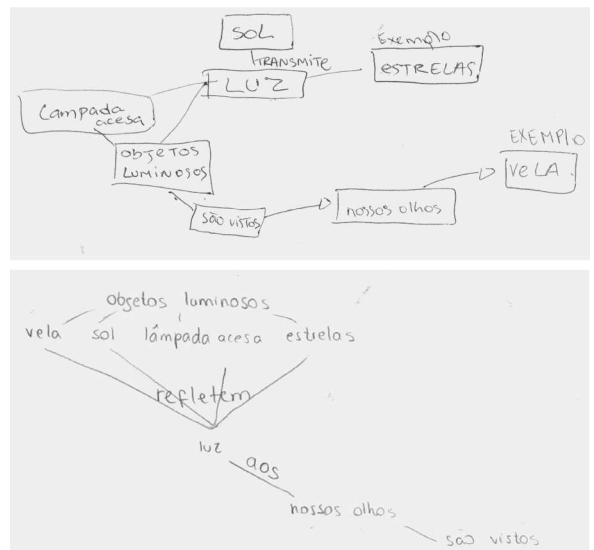 SOL
TRANSMITE
Exemplo
LUZ
eSTRELAS
Lampada
acesa
OBJETOS
LUMINOSOS
EXEMPlO
VeLA
São vistos
nossos olhos
objetos luminosos
vela sol lâmpada acesa estrelas
refletem
luz
aos
nossos olhos
são vistos